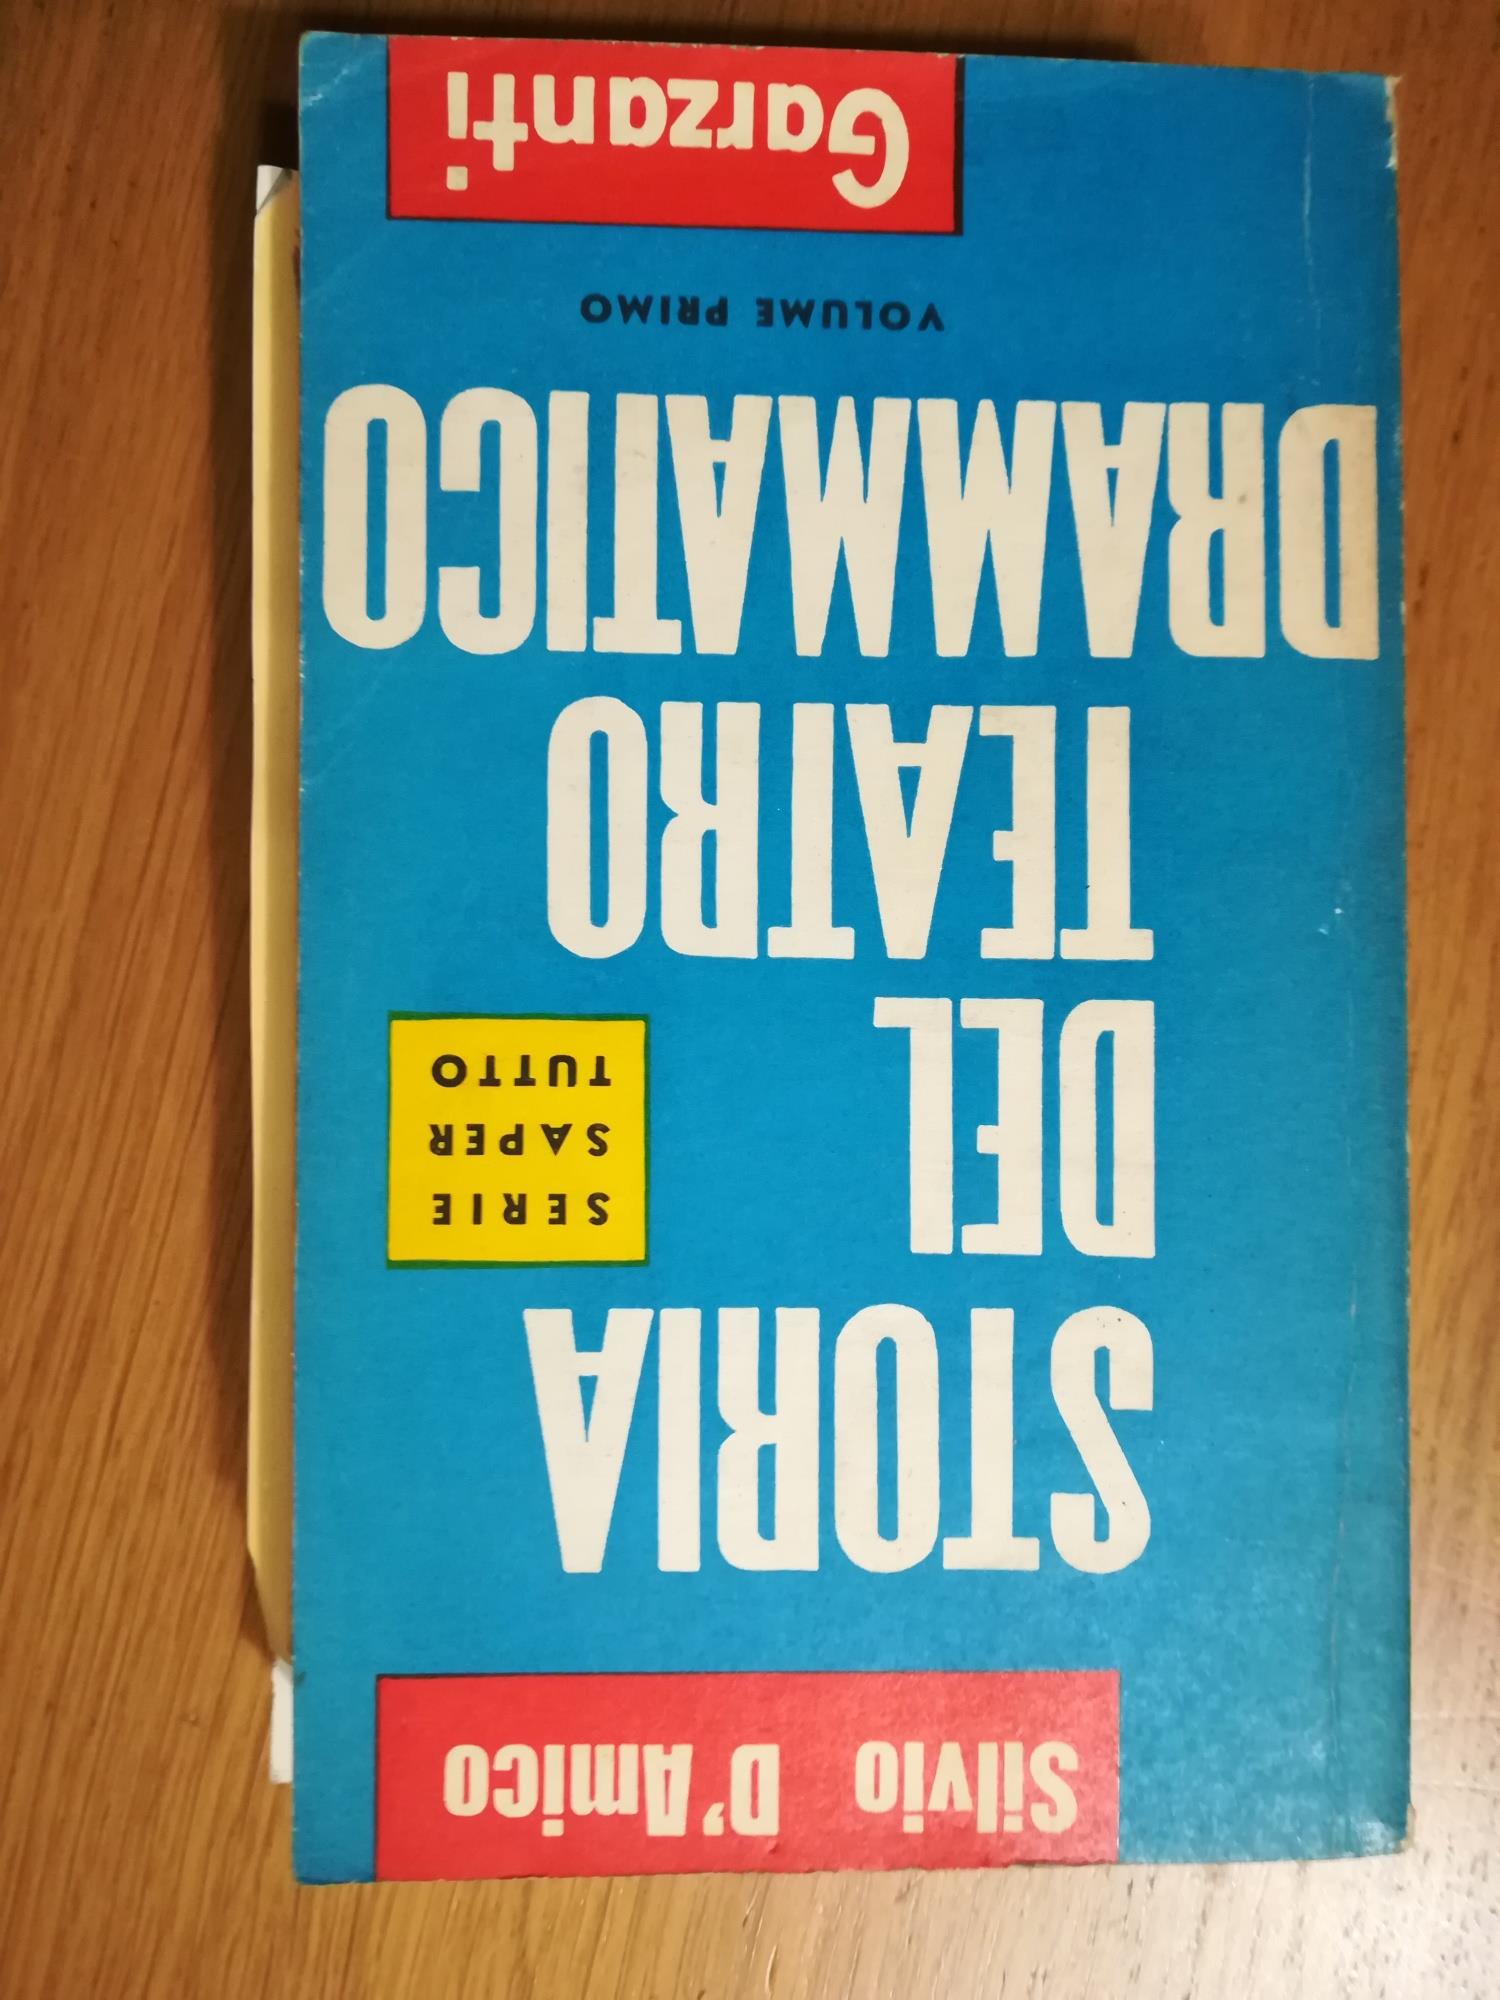 Silvio D'Amico
STORIA
DEL
TEATRO
DRAMMATICO
SERIE
SAPER
TUTTO
VOLUME PRIMO
Garzanti